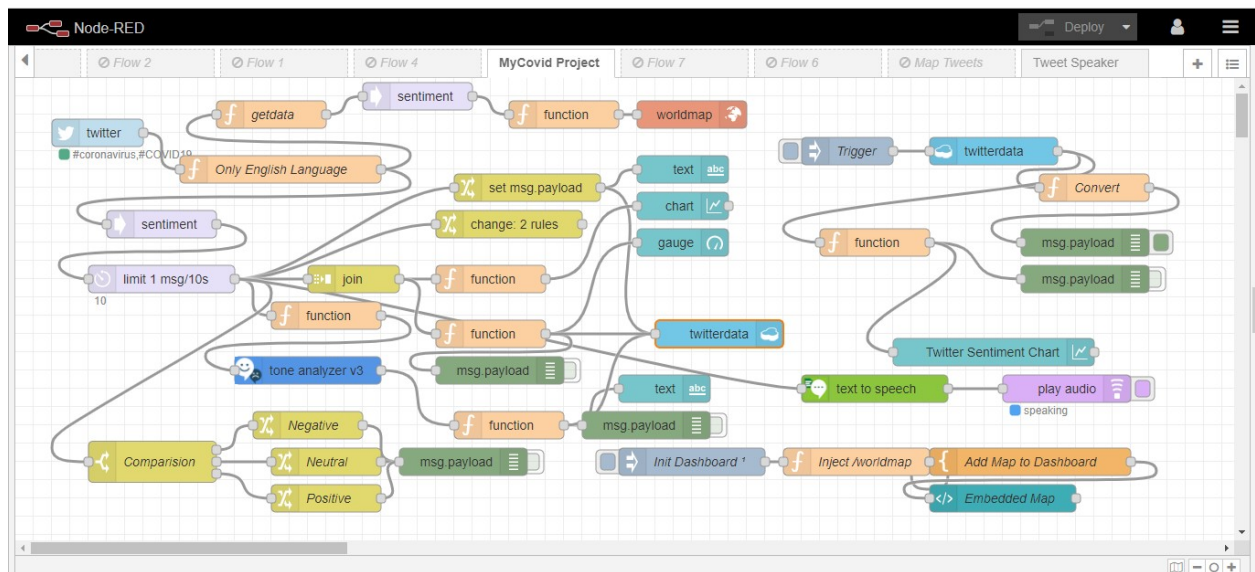 Node-RED
Deploy
Flow 2
Flow 1
Flow 4
MyCovid Project
Flow 7
Flow 6
Map Tweets
Tweet Speaker
sentiment
getdata
function
worldmap
twitter
#coronavirus,#COVID19
Only English Language
Trigger
twitterdata
Convert
set msg.payload
text
abc
chart
sentiment
change: 2 rules
gauge
function
msg.payload
msg.payload
limit 1 msg/10s
10
join
function
function
function
twitterdata
Twitter Sentiment Chart
tone analyzer v3
msg.payload
text
abc
text to speech
play audio
speaking
Negative
function
msg.payload
Comparision
Neutral
msg.payload
Init Dashboard ¹
Inject /worldmap
Add Map to Dashboard
Positive
Embedded Map